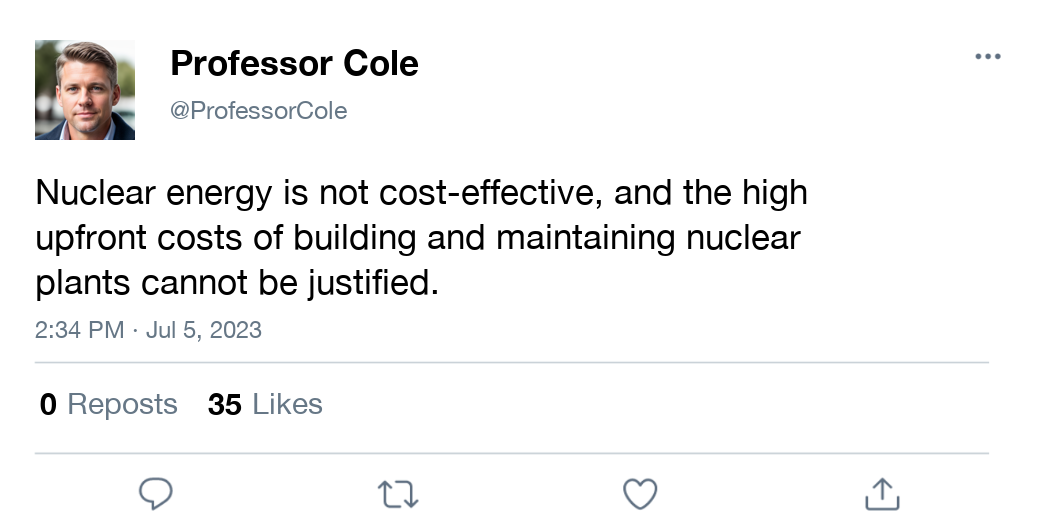 Professor Cole
@ProfessorCole
Nuclear energy is not cost-effective, and the high
upfront costs of building and maintaining nuclear
plants cannot be justified.
2:34 PM · Jul 5, 2023
0 Reposts 35 Likes